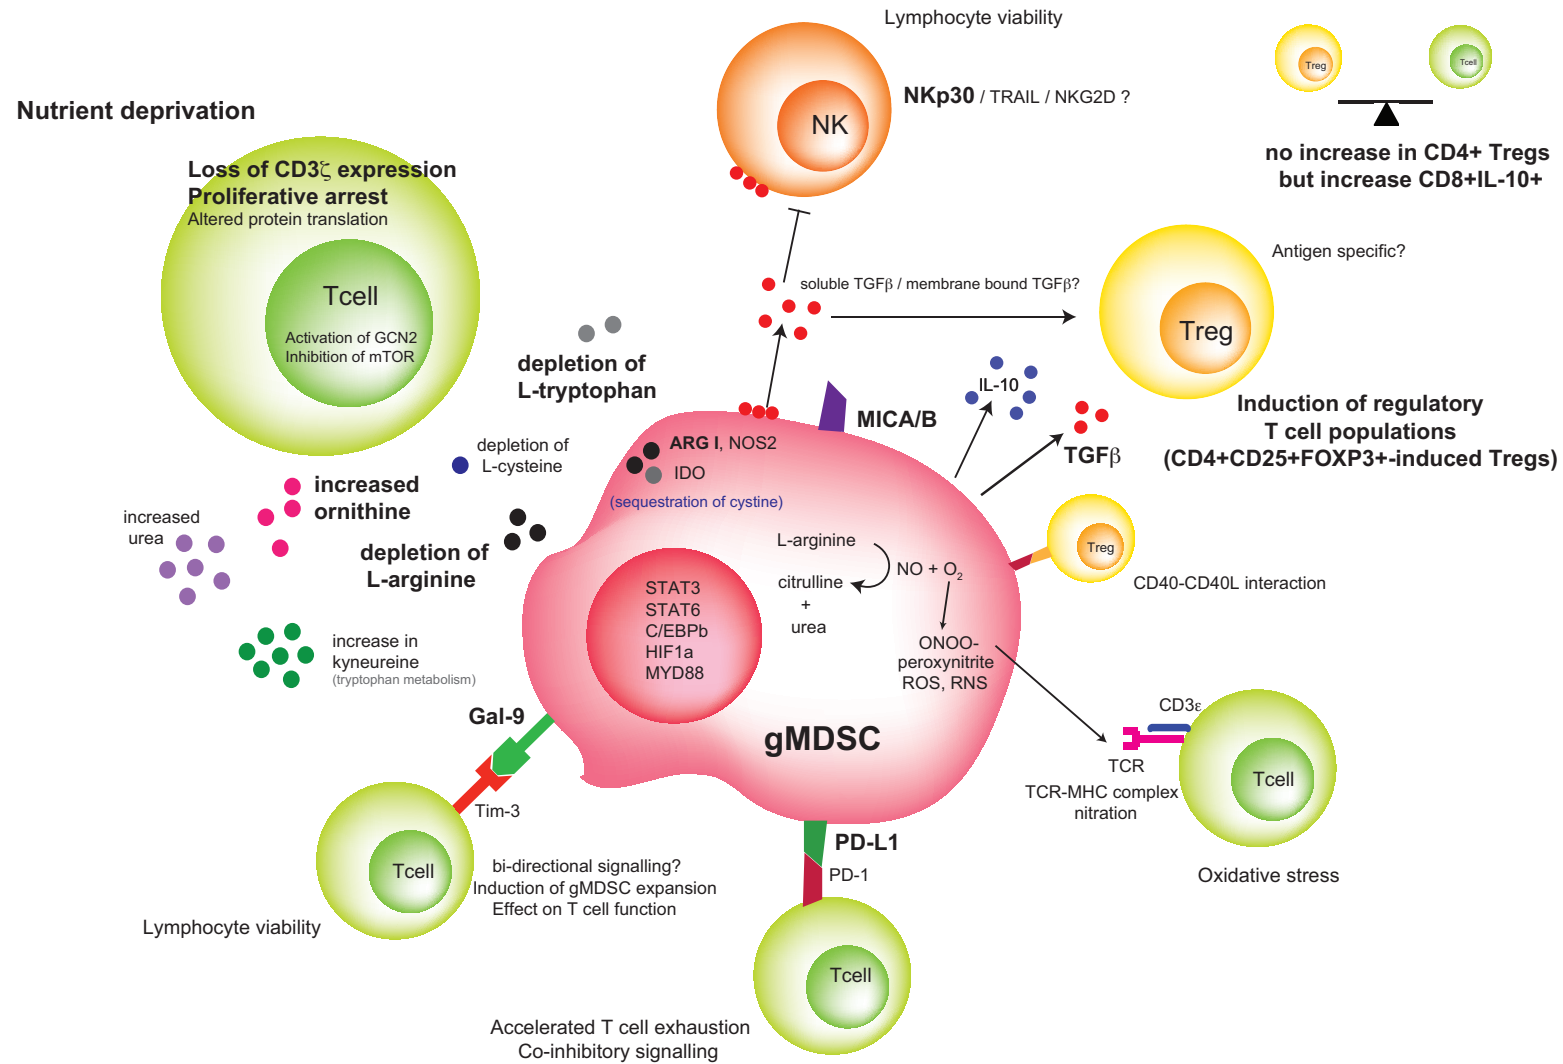 Lymphocyte viability
NK
NKp30 / TRAIL / NKG2D ?
Treg
Tcell
no increase in CD4+ Tregs
but increase CD8+IL-10+
Nutrient deprivation
Loss of CD3ζ expression
Proliferative arrest
Altered protein translation
Tcell
Activation of GCN2
Inhibition of mTOR
soluble TGFβ / membrane bound TGFβ?
Antigen specific?
Treg
Induction of regulatory
T cell populations
(CD4+CD25+FOXP3+-induced Tregs)
depletion of
L-tryptophan
IL-10
TGFβ
MICA/B
ARG I, NOS2
IDO
(sequestration of cystine)
depletion of
L-cysteine
increased
ornithine
increased
urea
depletion of
L-arginine
increase in
kyneureine
(tryptophan metabolism)
L-arginine
NO + O2
citrulline
+
urea
ONOO-
peroxynitrite
ROS, RNS
STAT3
STAT6
C/EBPb
HIF1a
MYD88
gMDSC
Treg
CD40-CD40L interaction
CD3ε
TCR
TCR-MHC complex
nitration
Tcell
Oxidative stress
Gal-9
Tim-3
Tcell
bi-directional signalling?
Induction of gMDSC expansion
Effect on T cell function
Lymphocyte viability
PD-L1
PD-1
Tcell
Accelerated T cell exhaustion
Co-inhibitory signalling